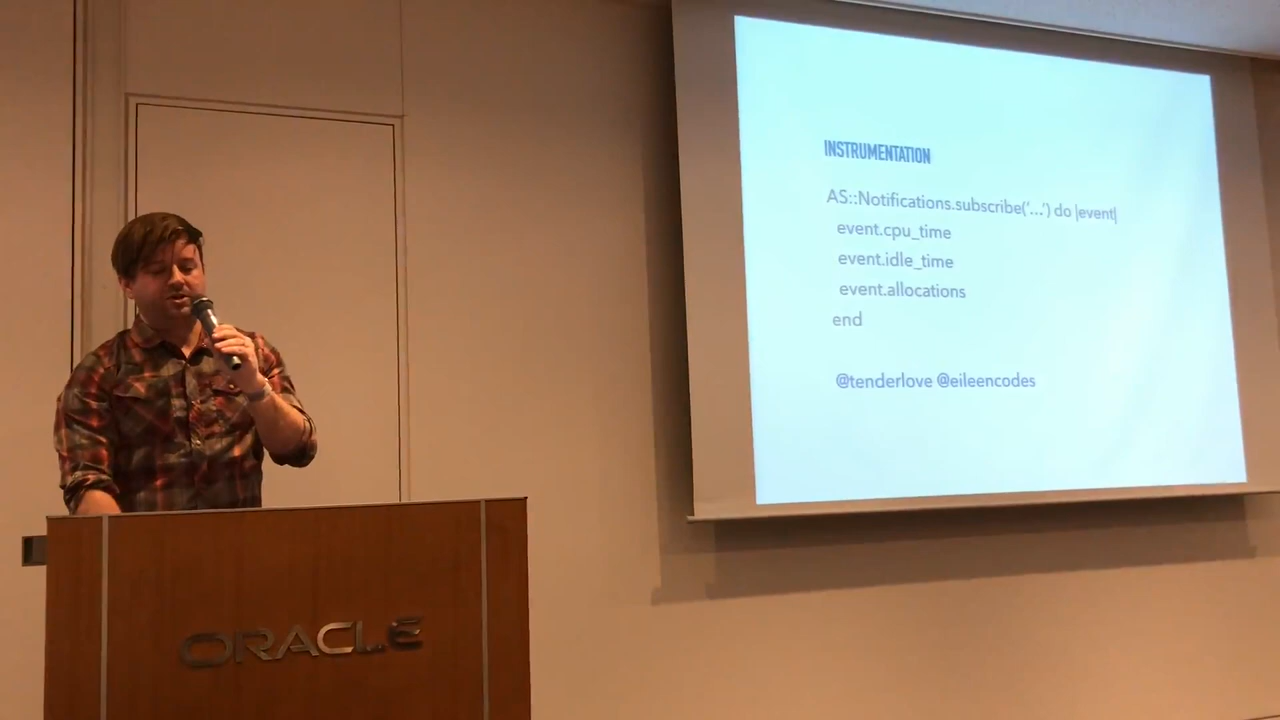 INSTRUMENTATION
AS::Notifications.subscribe('...') do |event|
event.cpu_time
event.idle_time
event.allocations
end
@tenderlove @eileencodes
ORACLE